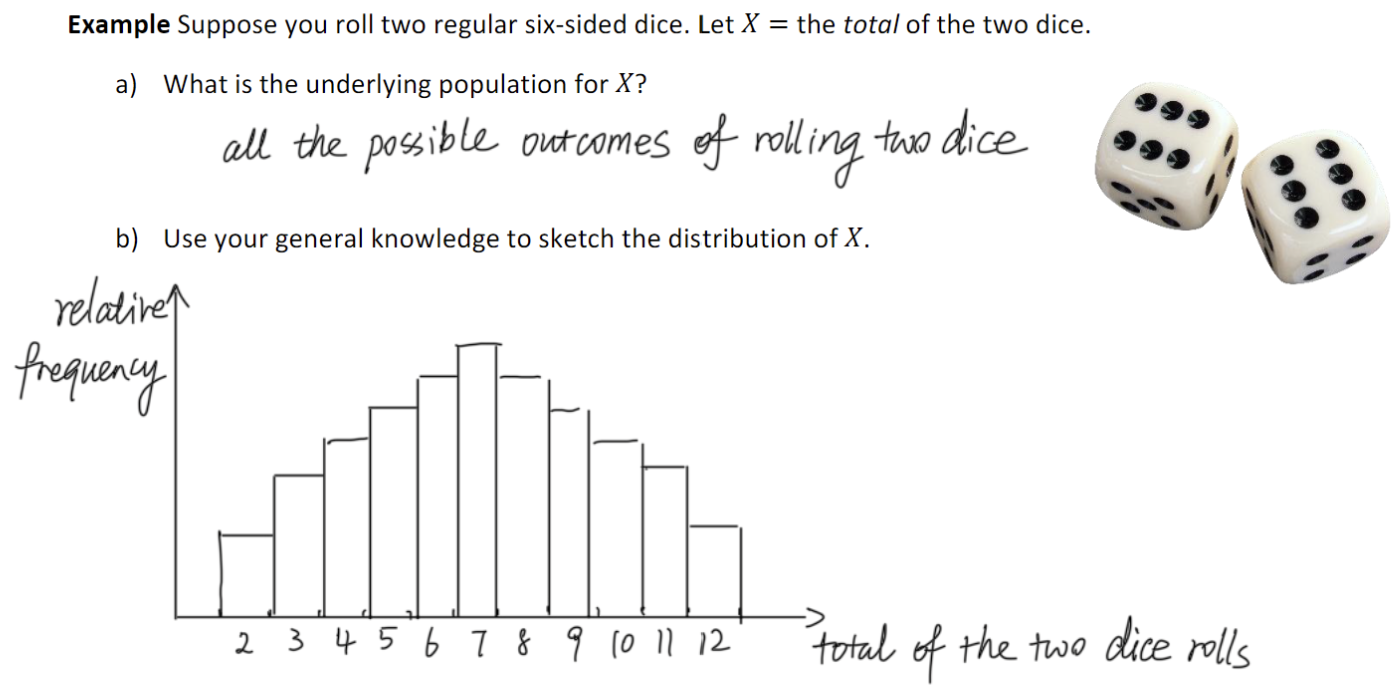 Example Suppose you roll two regular six-sided dice. Let X = the total of the two dice.
a) What is the underlying population for X?
all the possible outcomes of rolling two dice
b) Use your general knowledge to sketch the distribution of X.
relative
frequency
2 3 4 5 6 7 8 9 10 11 12
total of the two dice rolls